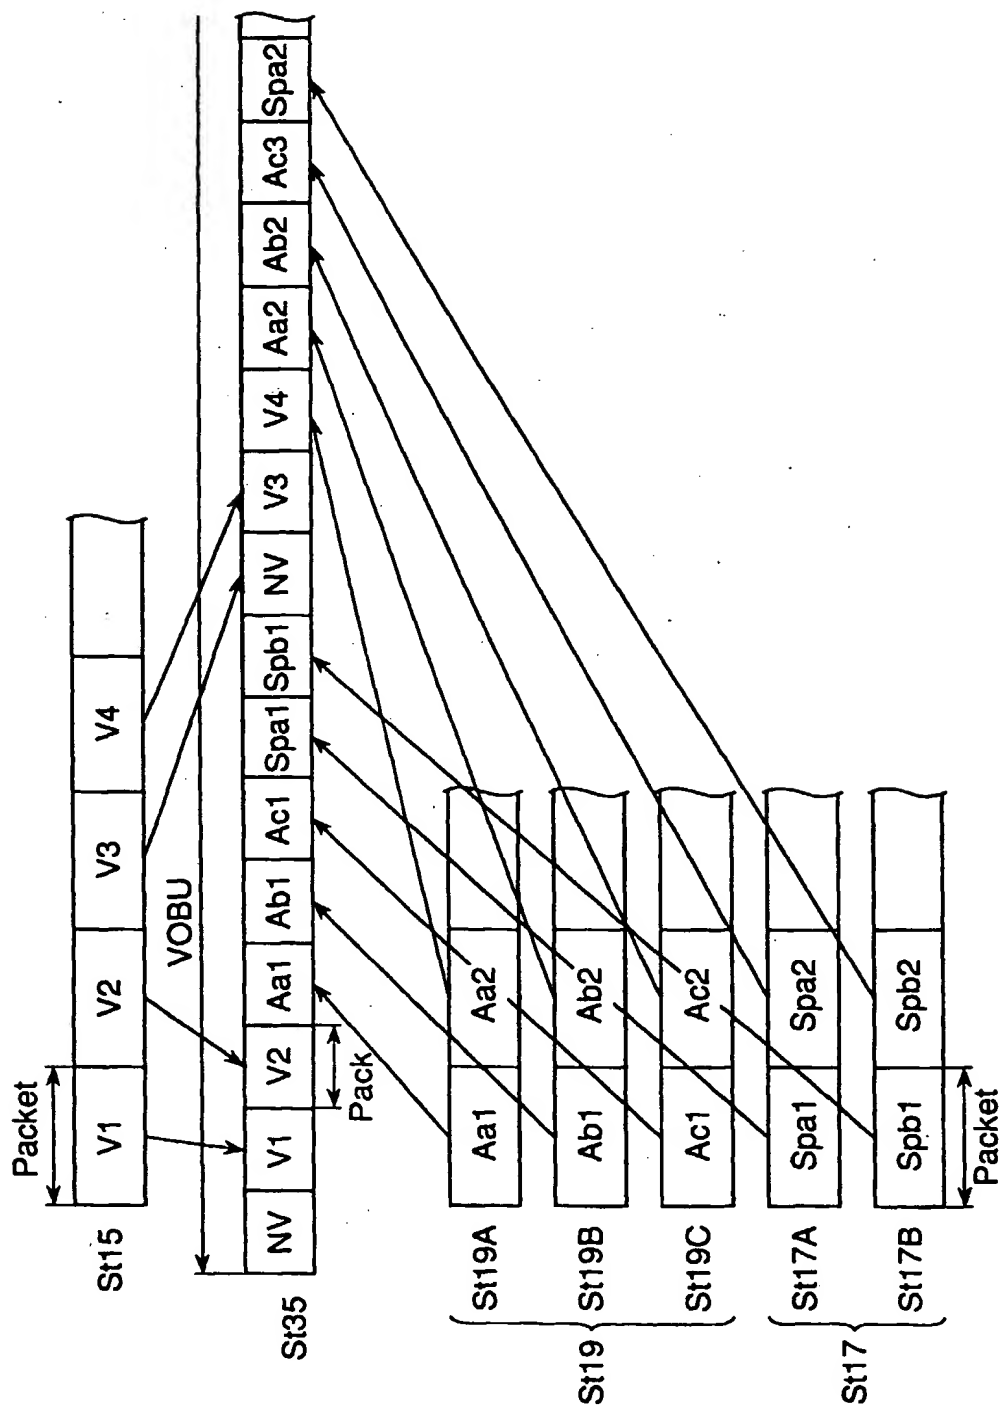 Packet
St15 V1 V2 V3 V4
VOBU
St35 NV V1 V2 Aa1 Ab1 Ac1 Spa1 Spb1 NV V3 V4 Aa2 Ab2 Ac3 Spa2
Pack
St19
St19A Aa1 Aa2
St19B Ab1 Ab2
St19C Ac1 Ac2
St17
St17A Spa1 Spa2
St17B Spb1 Spb2
Packet